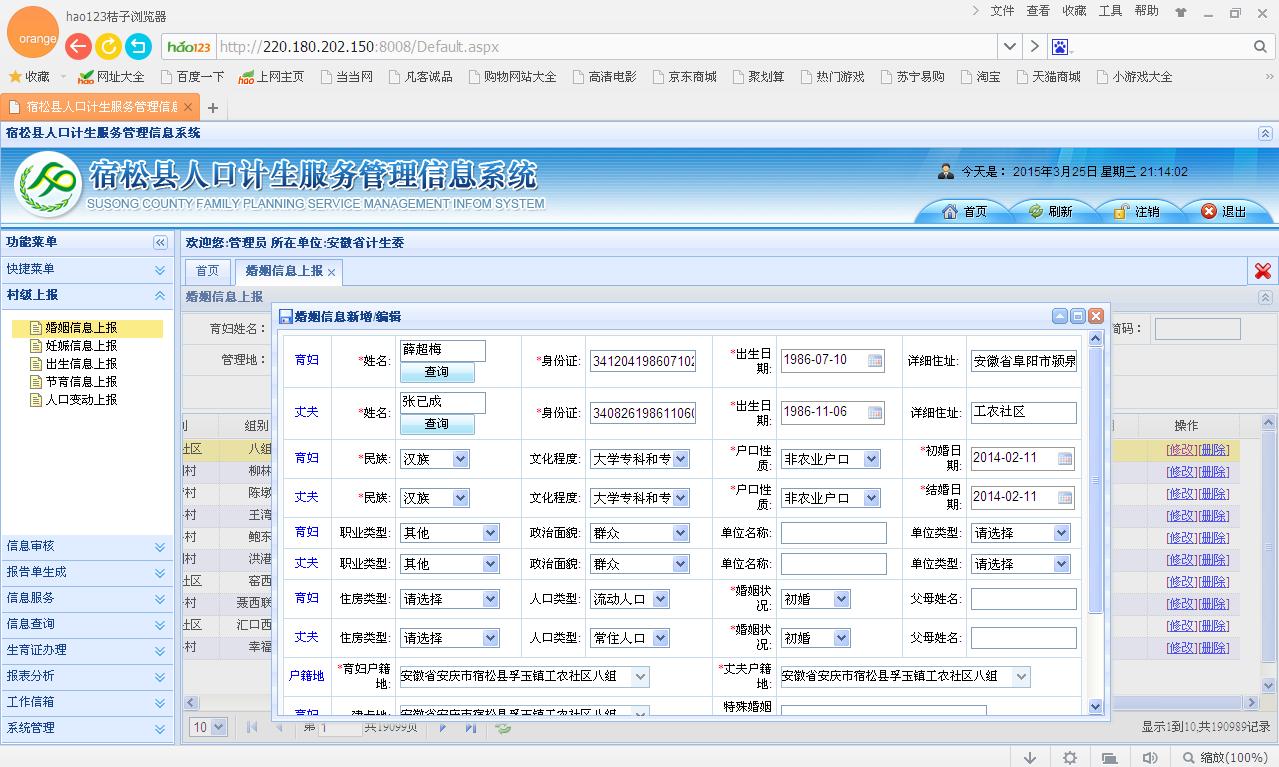 hao123桔子浏览器
文件 查看 收藏 工具 帮助
orange
hao123 http://220.180.202.150:8008/Default.aspx
收藏 网址大全 百度一下 上网主页 当当网 凡客诚品 购物网站大全 高清电影 京东商城 聚划算 热门游戏 苏宁易购 淘宝 天猫商城 小游戏大全
宿松县人口计生服务管理信息
宿松县人口计生服务管理信息系统
宿松县人口计生服务管理信息系统
SUSONG COUNTY FAMILY PLANNING SERVICE MANAGEMENT INFOM SYSTEM
今天是： 2015年3月25日 星期三 21:14:02
首页 刷新 注销 退出
功能菜单
快捷菜单
村级上报
婚姻信息上报
妊娠信息上报
出生信息上报
节育信息上报
人口变动上报
信息审核
报告单生成
信息服务
信息查询
生育证办理
报表分析
工作信箱
系统管理
欢迎您:管理员 所在单位:安徽省计生委
首页 婚姻信息上报
婚姻信息上报
育妇姓名：
管理地：
组别 操作
社区 八组 [修改][删除]
村 柳林 [修改][删除]
村 陈墩 [修改][删除]
村 王湾 [修改][删除]
村 鲍东 [修改][删除]
村 洪港 [修改][删除]
社区 窑西 [修改][删除]
村 聂西联 [修改][删除]
社区 汇口西 [修改][删除]
村 幸福 [修改][删除]
婚姻信息新增/编辑
育妇 *姓名: 薛超梅 查询 *身份证: 341204198607102 *出生日期: 1986-07-10 详细住址: 安徽省阜阳市颍泉
丈夫 *姓名: 张已成 查询 *身份证: 340826198611060 *出生日期: 1986-11-06 详细住址: 工农社区
育妇 *民族: 汉族 文化程度: 大学专科和专 *户口性质: 非农业户口 *初婚日期: 2014-02-11
丈夫 *民族: 汉族 文化程度: 大学专科和专 *户口性质: 非农业户口 *结婚日期: 2014-02-11
育妇 职业类型: 其他 政治面貌: 群众 单位名称: 单位类型: 请选择
丈夫 职业类型: 其他 政治面貌: 群众 单位名称: 单位类型: 请选择
育妇 住房类型: 请选择 人口类型: 流动人口 *婚姻状况: 初婚 父母姓名:
丈夫 住房类型: 请选择 人口类型: 常住人口 *婚姻状况: 初婚 父母姓名:
户籍地 *育妇户籍地: 安徽省安庆市宿松县孚玉镇工农社区八组 *丈夫户籍地: 安徽省安庆市宿松县孚玉镇工农社区八组
特殊婚姻
10 第 1 共19099页 显示1到10,共190989记录
缩放(100%)